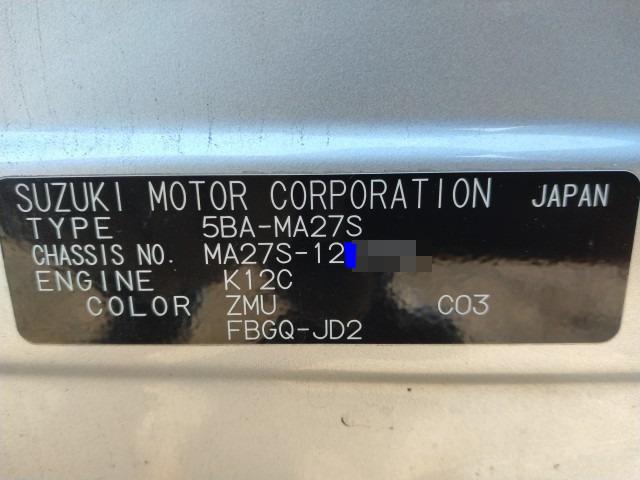 SUZUKI MOTOR CORPORATION JAPAN
TYPE 5BA-MA27S
CHASSIS NO. MA27S-12
ENGINE K12C
COLOR ZMU C03
FBGQ-JD2